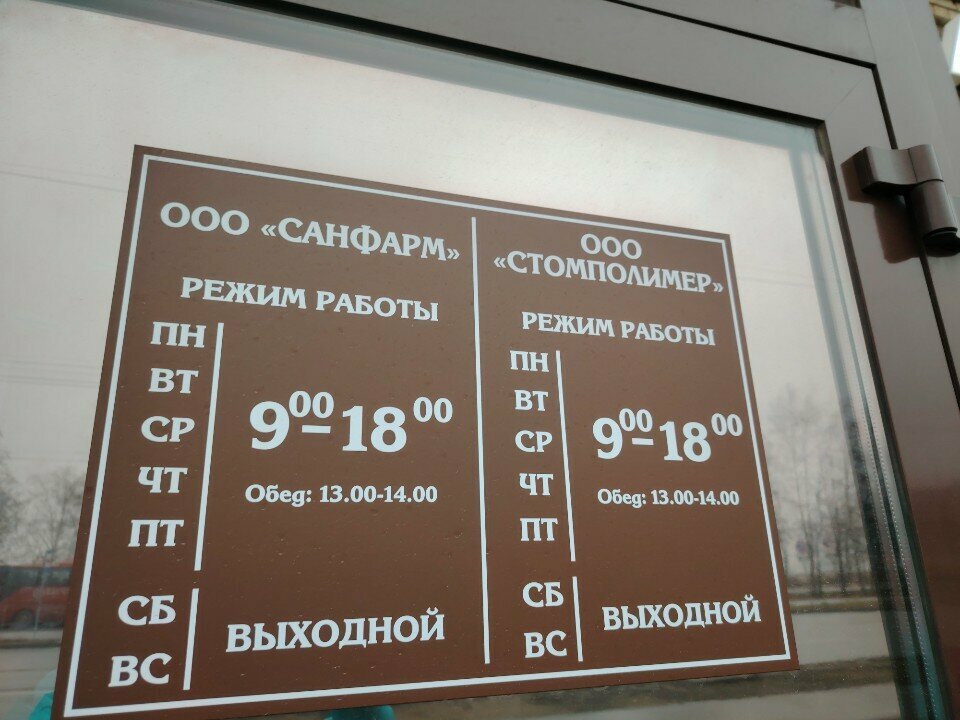 ООО «САНФАРМ»
РЕЖИМ РАБОТЫ
ПН
ВТ
СР
ЧТ
ПТ
900-1800
Обед: 13.00-14.00
СБ
ВС
ВЫХОДНОЙ
ООО
«СТОМПОЛИМЕР»
РЕЖИМ РАБОТЫ
ПН
ВТ
СР
ЧТ
ПТ
900-1800
Обед: 13.00-14.00
СБ
ВС
ВЫХОДНОЙ